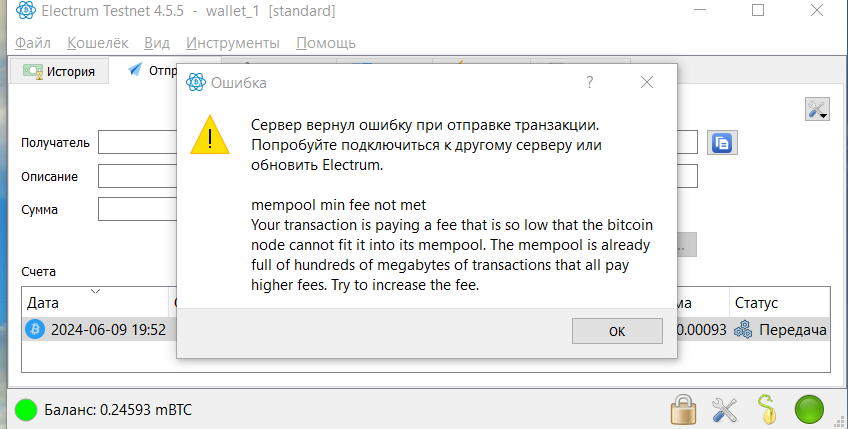 Electrum Testnet 4.5.5 - wallet_1 [standard]
Файл Кошелёк Вид Инструменты Помощь
История
Отпр
Ошибка
?
Сервер вернул ошибку при отправке транзакции.
Попробуйте подключиться к другому серверу или
обновить Electrum.
mempool min fee not met
Your transaction is paying a fee that is so low that the bitcoin
node cannot fit it into its mempool. The mempool is already
full of hundreds of megabytes of transactions that all pay
higher fees. Try to increase the fee.
OK
Получатель
Описание
Сумма
...
Счета
Дата
ма Статус
2024-06-09 19:52
0.00093 Передача
Баланс: 0.24593 mBTC